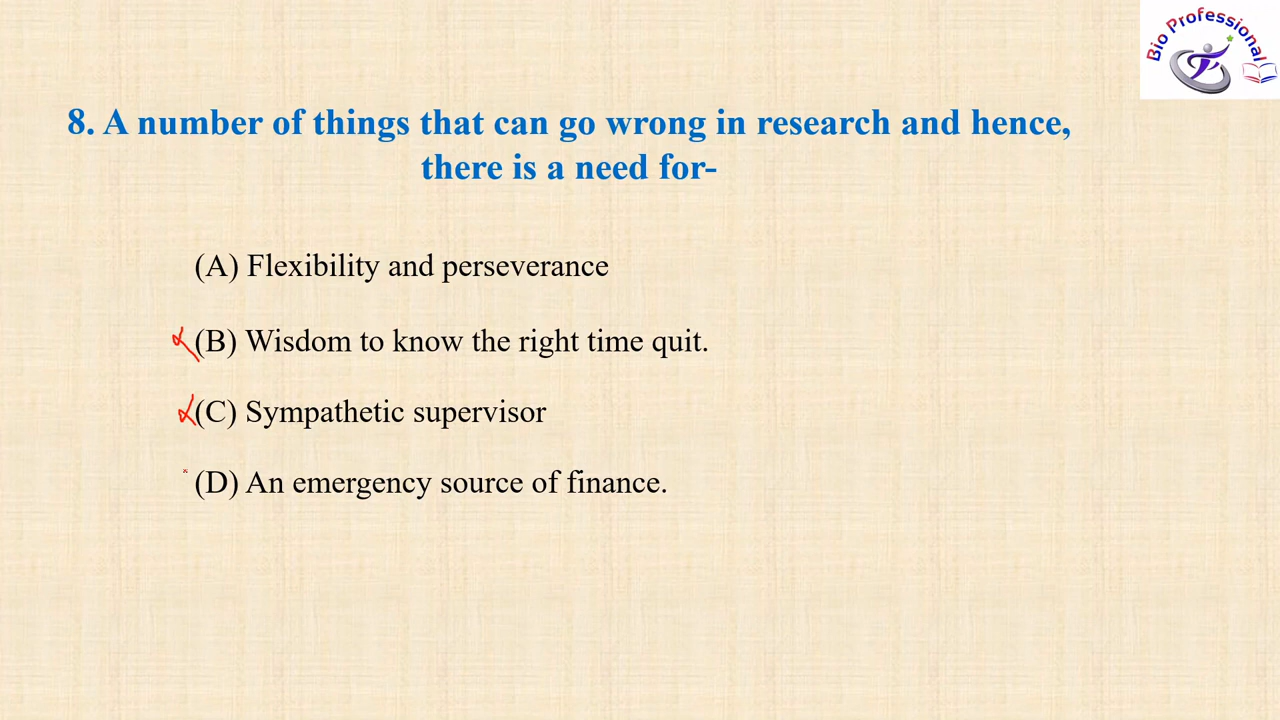 Bio Professional
8. A number of things that can go wrong in research and hence,
there is a need for-
(A) Flexibility and perseverance
(B) Wisdom to know the right time quit.
(C) Sympathetic supervisor
(D) An emergency source of finance.